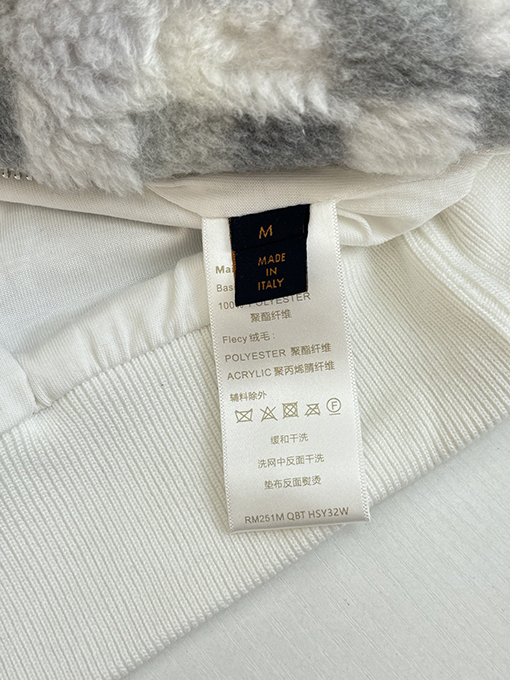 M
MADE
IN
ITALY
Ma
Bas
100% POLYESTER
聚酯纤维
Flecy 绒毛：
POLYESTER 聚酯纤维
ACRYLIC 聚丙烯腈纤维
辅料除外
F
缓和干洗
洗网中反面干洗
垫布反面熨烫
RM251M QBT HSY32W